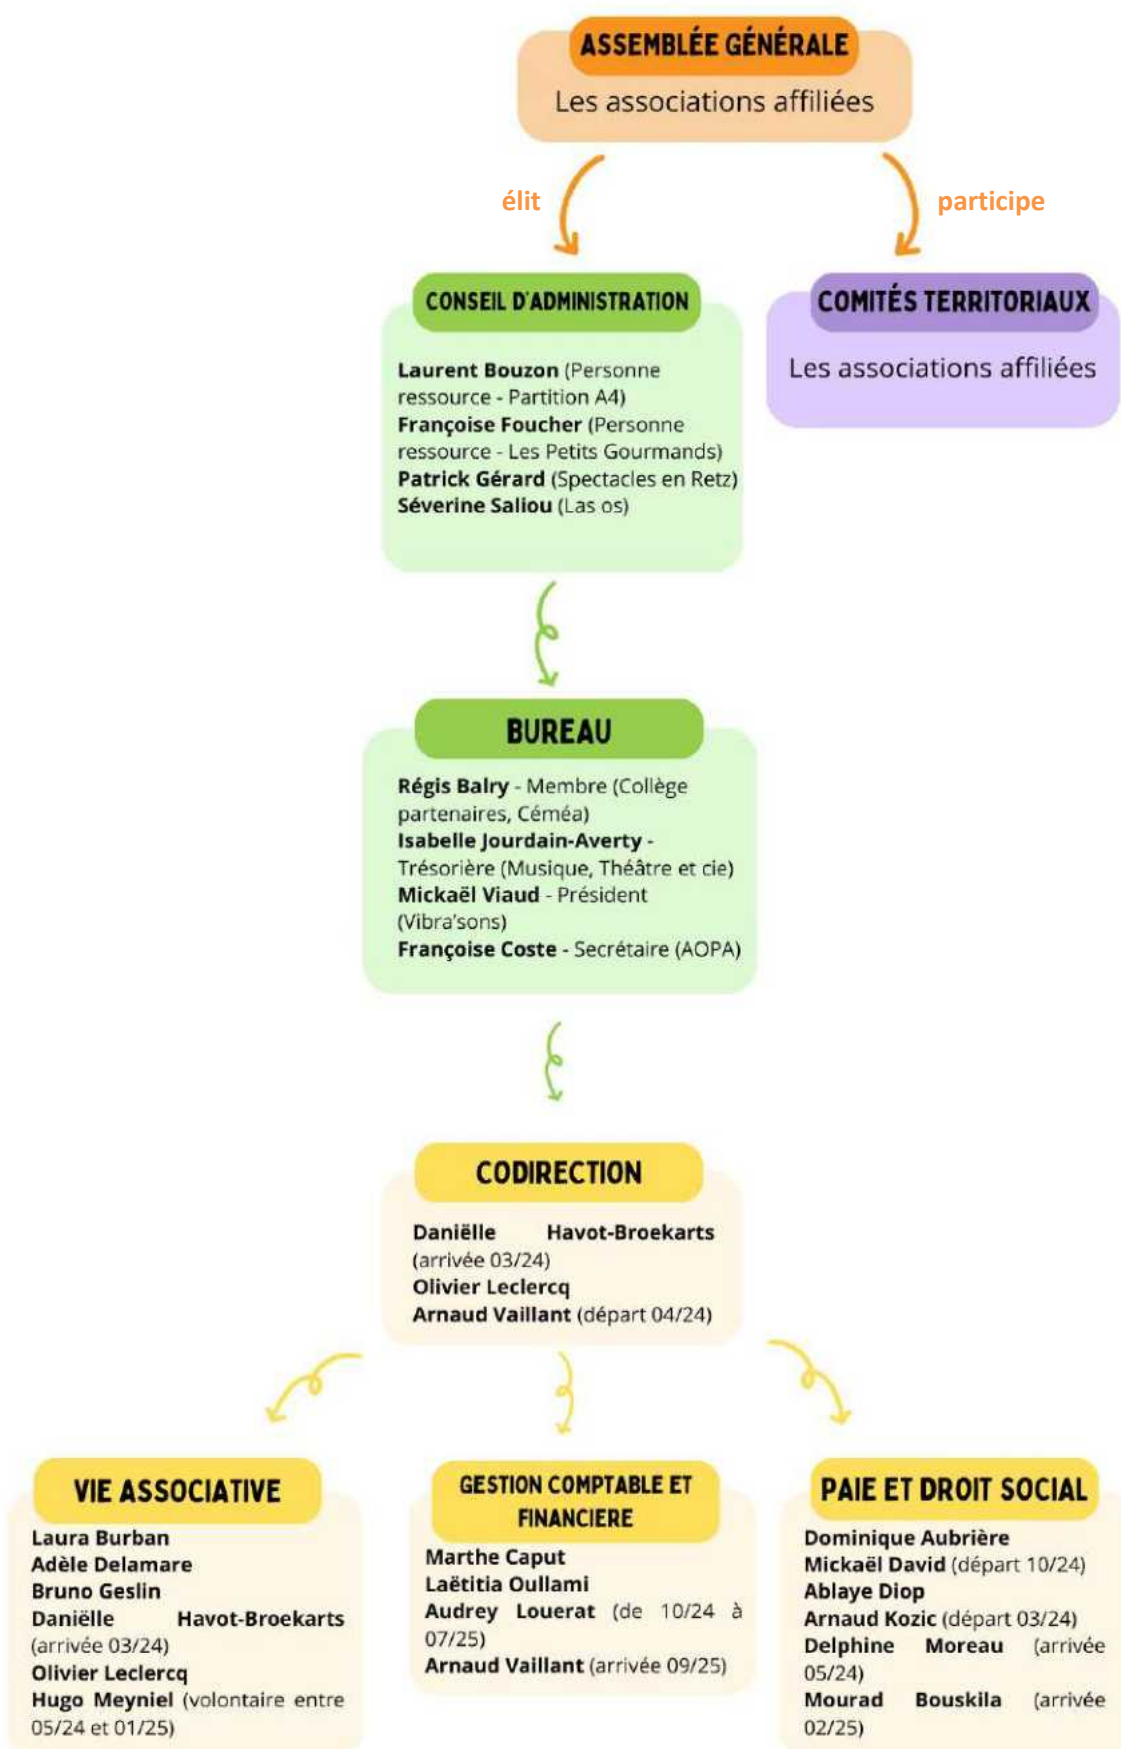 ASSEMBLÉE GÉNÉRALE
Les associations affiliées
élit
participe
CONSEIL D'ADMINISTRATION
Laurent Bouzon (Personne
ressource - Partition A4)
Françoise Foucher (Personne
ressource - Les Petits Gourmands)
Patrick Gérard (Spectacles en Retz)
Séverine Saliou (Las os)
COMITÉS TERRITORIAUX
Les associations affiliées
BUREAU
Régis Balry - Membre (Collège
partenaires, Céméa)
Isabelle Jourdain-Averty -
Trésorière (Musique, Théâtre et cie)
Mickaël Viaud - Président
(Vibra'sons)
Françoise Coste - Secrétaire (AOPA)
CODIRECTION
Daniëlle Havot-Broekarts
(arrivée 03/24)
Olivier Leclercq
Arnaud Vaillant (départ 04/24)
VIE ASSOCIATIVE
Laura Burban
Adèle Delamare
Bruno Geslin
Daniëlle Havot-Broekarts
(arrivée 03/24)
Olivier Leclercq
Hugo Meyniel (volontaire entre
05/24 et 01/25)
GESTION COMPTABLE ET
FINANCIERE
Marthe Caput
Laëtitia Oullami
Audrey Louerat (de 10/24 à
07/25)
Arnaud Vaillant (arrivée 09/25)
PAIE ET DROIT SOCIAL
Dominique Aubrière
Mickaël David (départ 10/24)
Ablaye Diop
Arnaud Kozic (départ 03/24)
Delphine Moreau (arrivée
05/24)
Mourad Bouskila (arrivée
02/25)